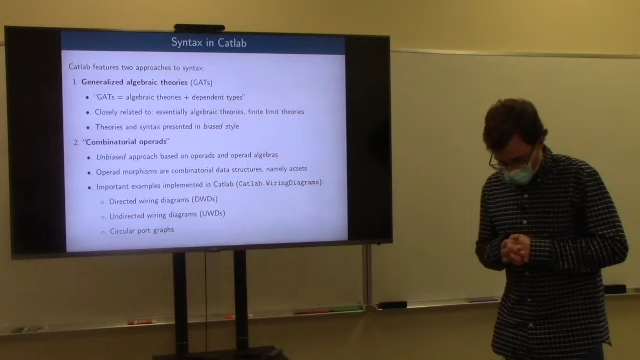 Syntax in Catlab
Catlab features two approaches to syntax:
1. Generalized algebraic theories (GATs)
• "GATs = algebraic theories + dependent types"
• Closely related to: essentially algebraic theories, finite limit theories
• Theories and syntax presented in biased style
2. "Combinatorial operads"
• Unbiased approach based on operads and operad algebras
• Operad morphisms are combinatorial data structures, namely acsets
• Important examples implemented in Catlab (Catlab.WiringDiagrams):
○ Directed wiring diagrams (DWDs)
○ Undirected wiring diagrams (UWDs)
○ Circular port graphs